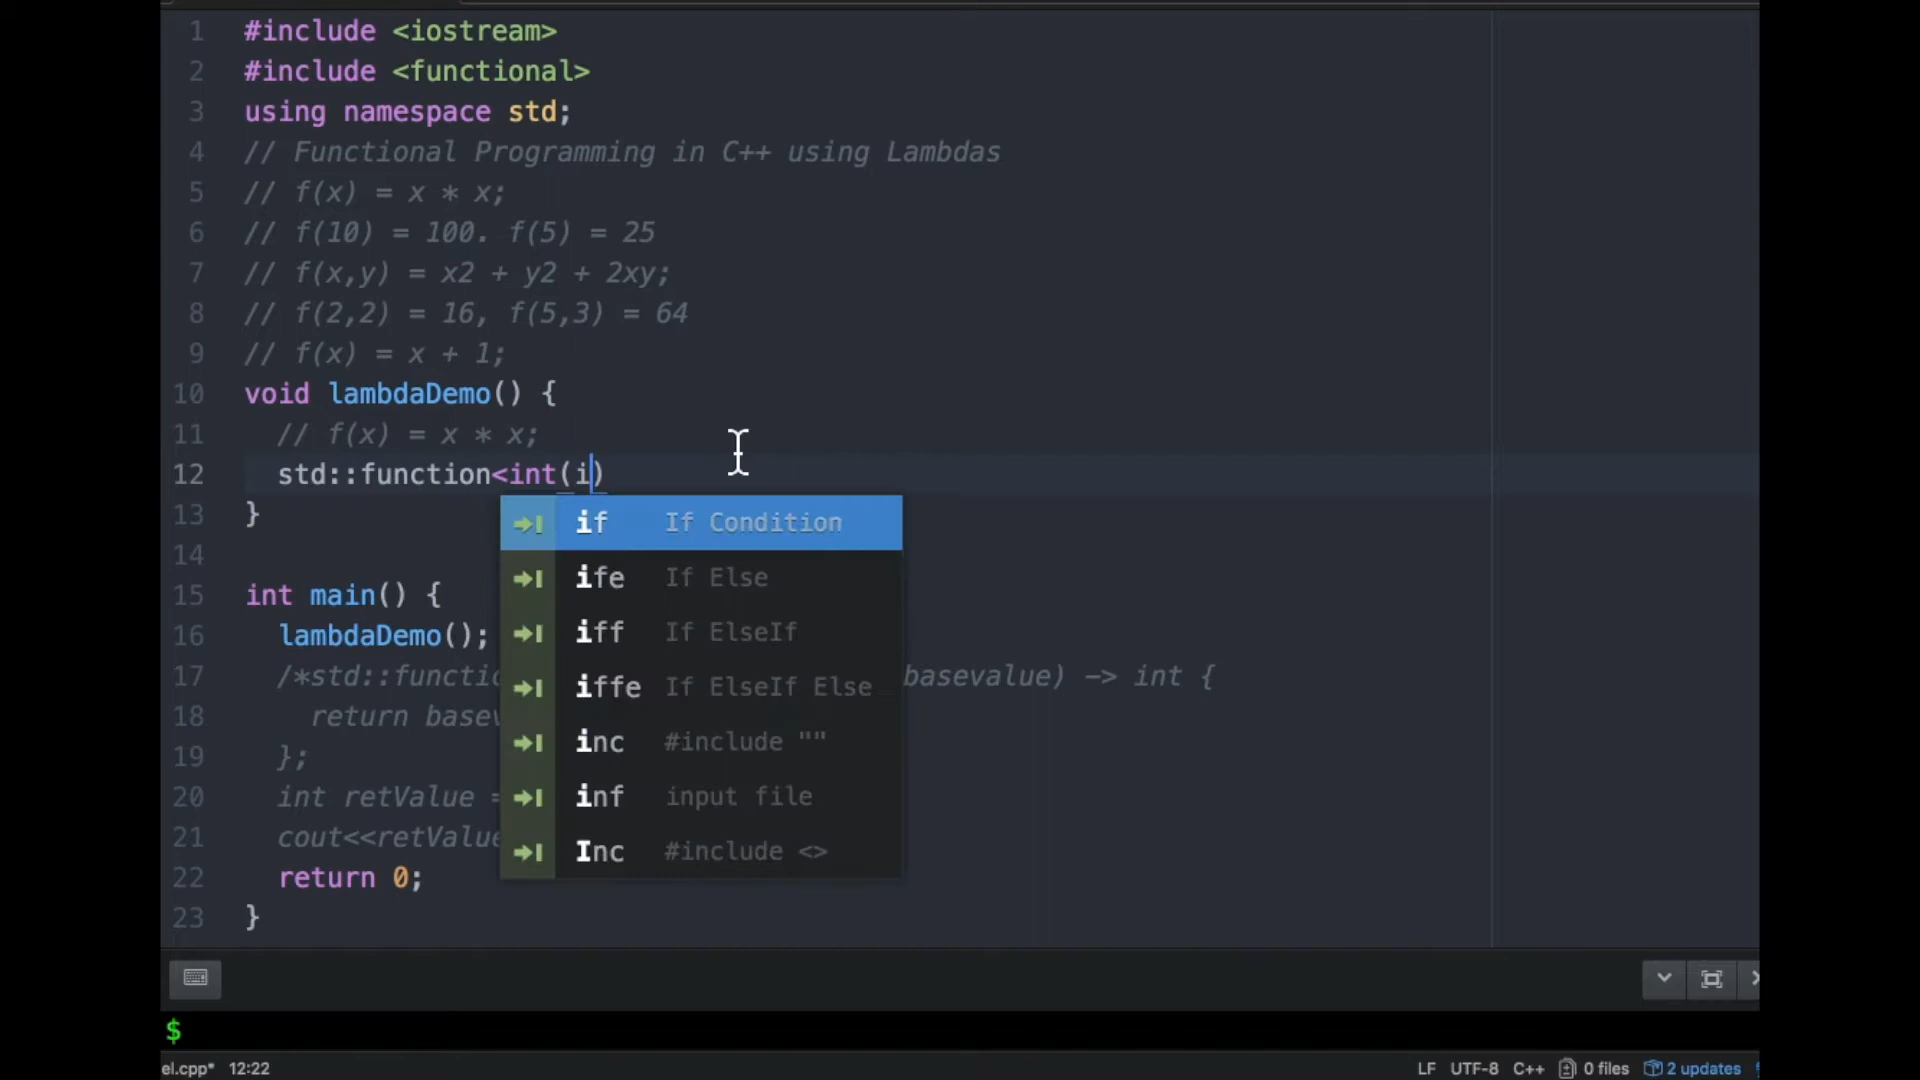 1 #include <iostream>
2 #include <functional>
3 using namespace std;
4 // Functional Programming in C++ using Lambdas
5 // f(x) = x * x;
6 // f(10) = 100. f(5) = 25
7 // f(x,y) = x2 + y2 + 2xy;
8 // f(2,2) = 16, f(5,3) = 64
9 // f(x) = x + 1;
10 void lambdaDemo() {
11 // f(x) = x * x;
12 std::function<int(i)
13 }
14
15 int main() {
16 lambdaDemo();
17 /*std::functio basevalue) -> int {
18 return basev
19 };
20 int retValue =
21 cout<<retValue
22 return 0;
23 }
if If Condition
ife If Else
iff If ElseIf
iffe If ElseIf Else
inc #include ""
inf input file
Inc #include <>
$
el.cpp* 12:22 LF UTF-8 C++ 0 files 2 updates